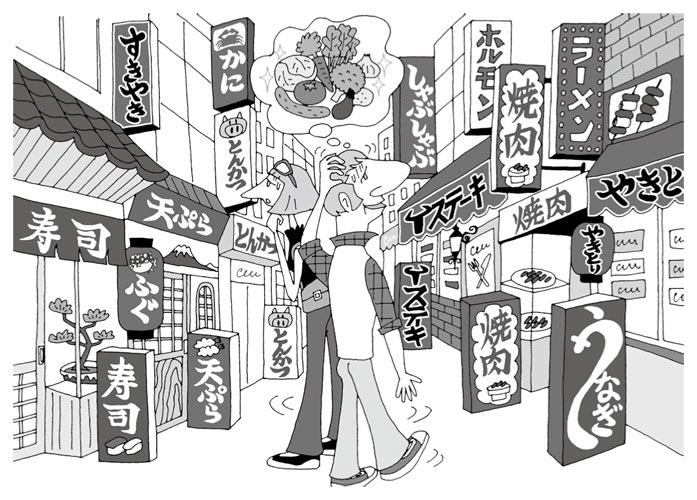 すきやき
かに
とんかつ
しゃぶしゃぶ
ホルモン
焼肉
ラーメン
寿司
天ぷら
とんかつ
ステーキ
焼肉
やきと
ふぐ
やきとり
ステーキ
寿司
天ぷら
とんかつ
焼肉
うなぎ